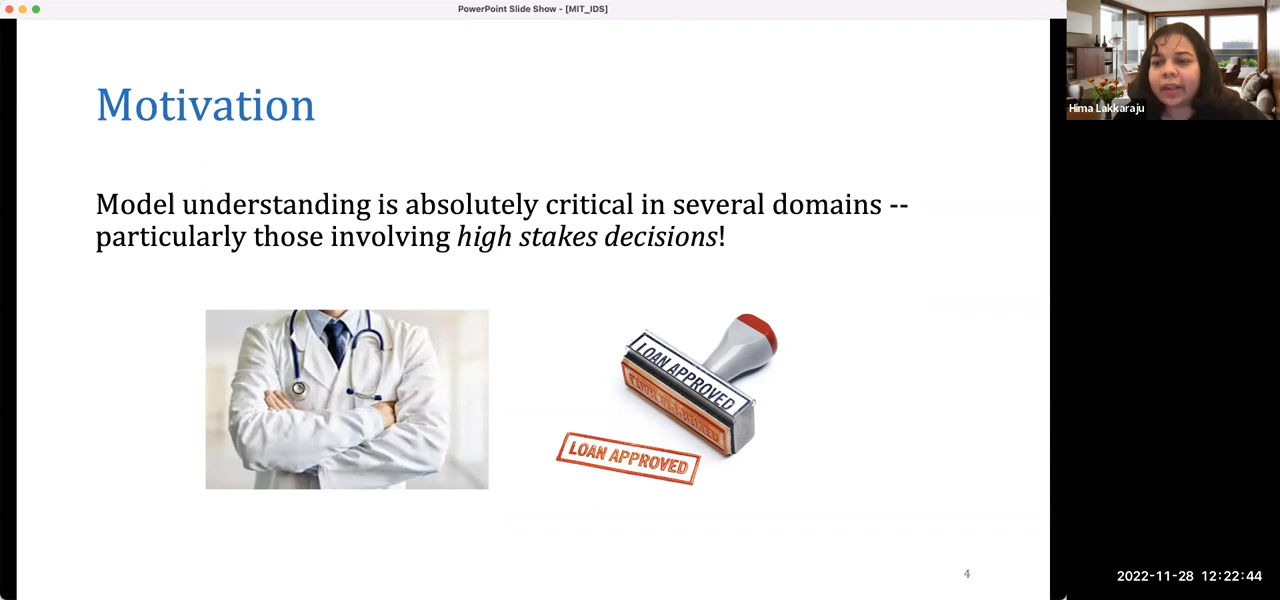 PowerPoint Slide Show - [MIT_IDS]
Motivation
Hima Lakkaraju
Model understanding is absolutely critical in several domains --
particularly those involving high stakes decisions!
LOAN APPROVED
LOAN APPROVED
4
2022-11-28 12:22:44